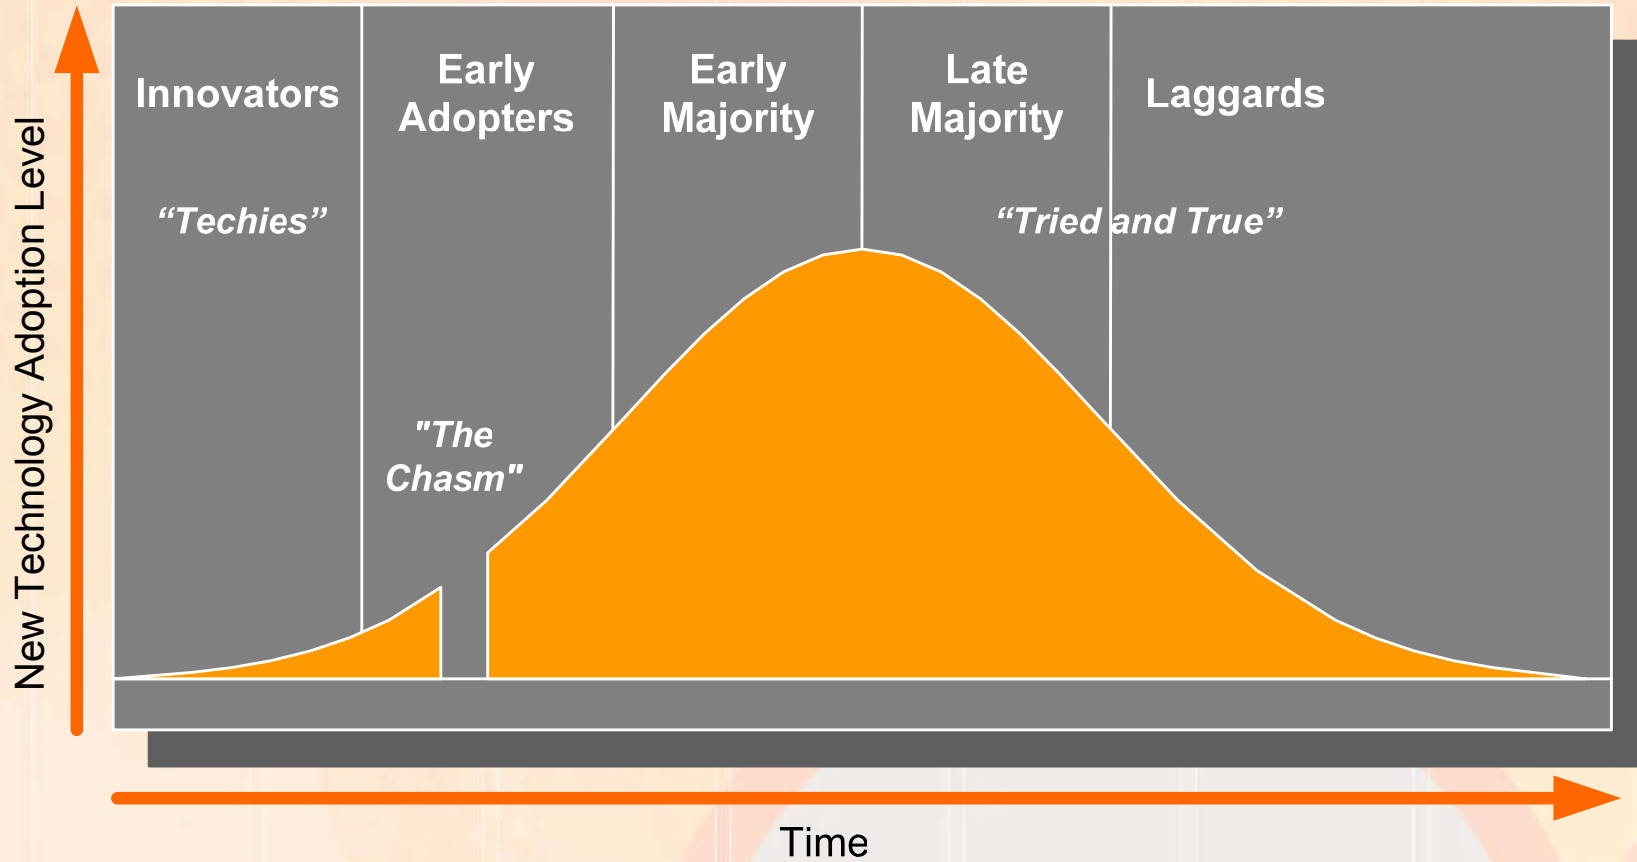 New Technology Adoption Level
Innovators
Early
Adopters
Early
Majority
Late
Majority
Laggards
“Techies”
“Tried and True”
"The
Chasm"
Time